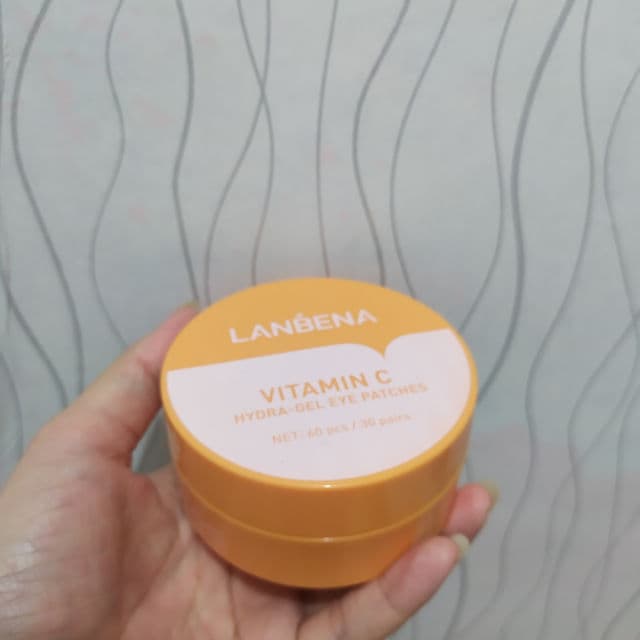 LANBENA
VITAMIN C
HYDRA-GEL EYE PATCHES
NET: 60 pcs / 30 pairs